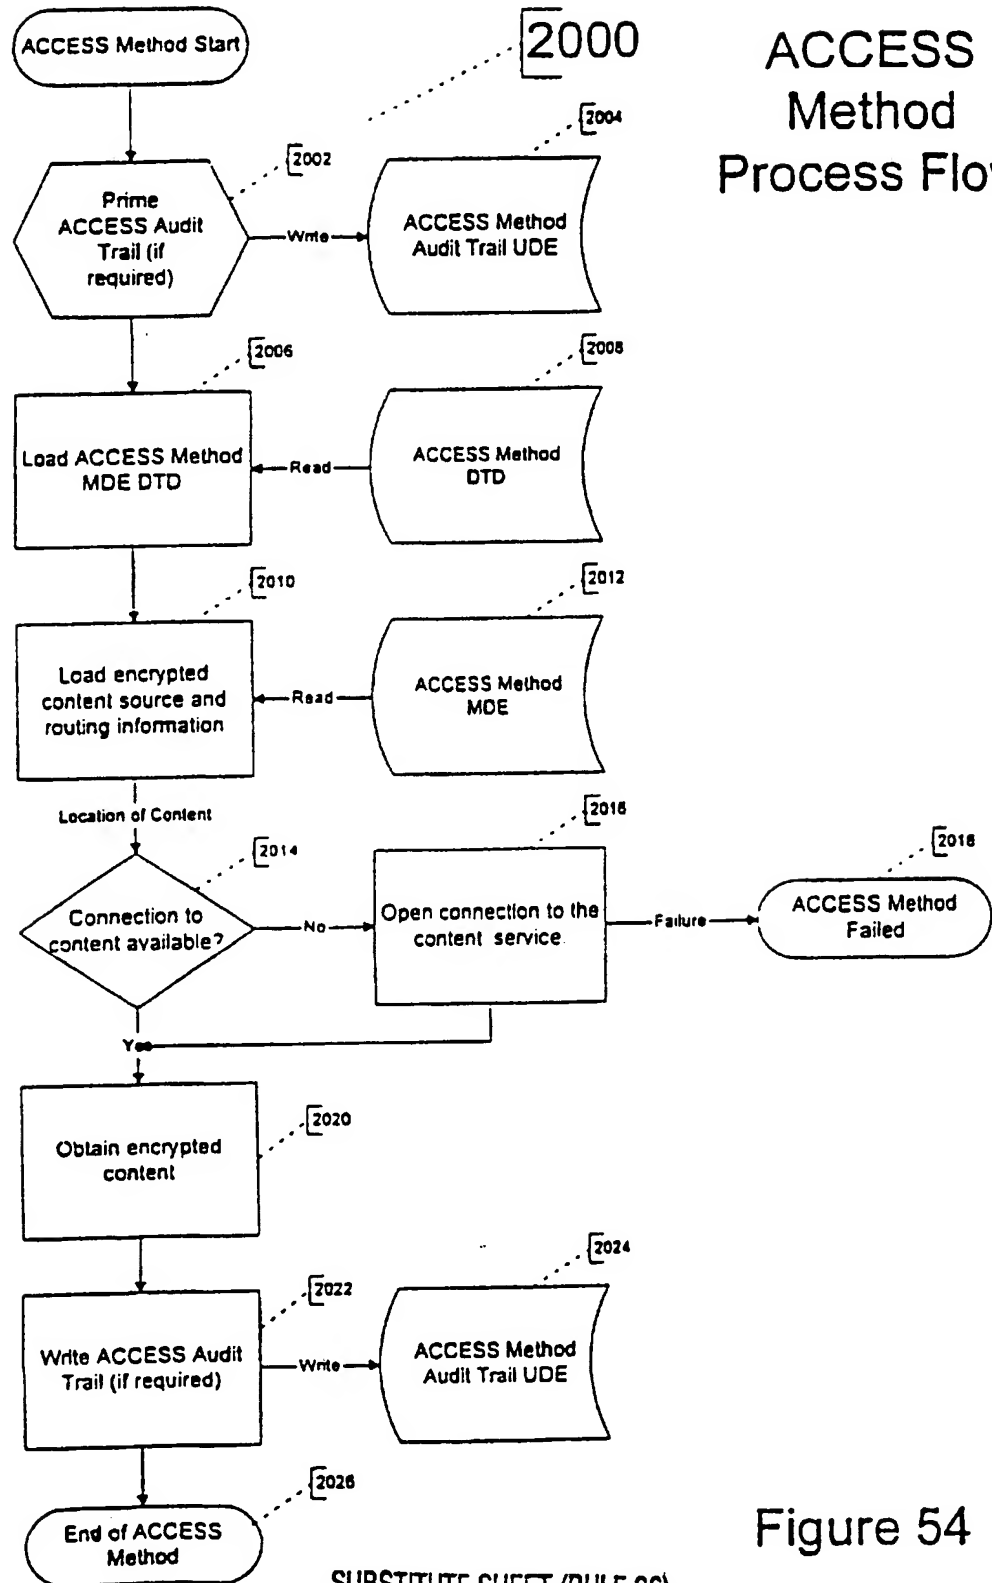 ACCESS Method Start
2000
ACCESS
Method
Process Flo
2004
2002
Prime
ACCESS Audit
Trail (if
required)
Write
ACCESS Method
Audit Trail UDE
2006
2008
Load ACCESS Method
MDE DTD
Read
ACCESS Method
DTD
2010
2012
Load encrypted
content source and
routing information
Read
ACCESS Method
MDE
Location of Content
2014
2016
2018
Connection to
content available?
No
Open connection to the
content service.
Failure
ACCESS Method
Failed
Y
Obtain encrypted
content
2020
2022
2024
Write ACCESS Audit
Trail (if required)
Write
ACCESS Method
Audit Trail UDE
2026
End of ACCESS
Method
Figure 54
SUBSTITUTE SHEET (RULE 26)